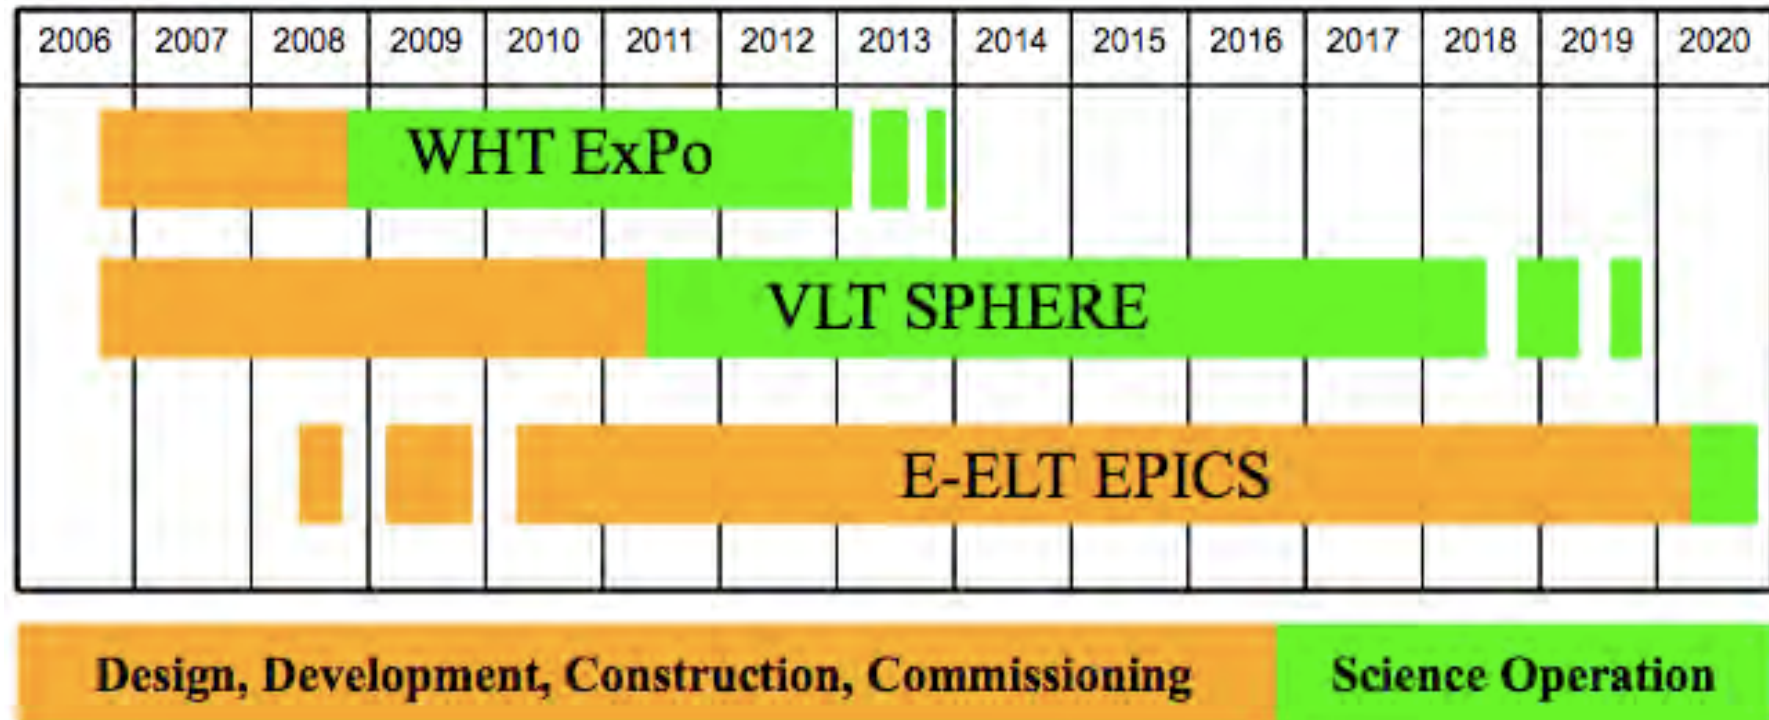 2006 2007 2008 2009 2010 2011 2012 2013 2014 2015 2016 2017 2018 2019 2020
WHT ExPo
VLT SPHERE
E-ELT EPICS
Design, Development, Construction, Commissioning Science Operation